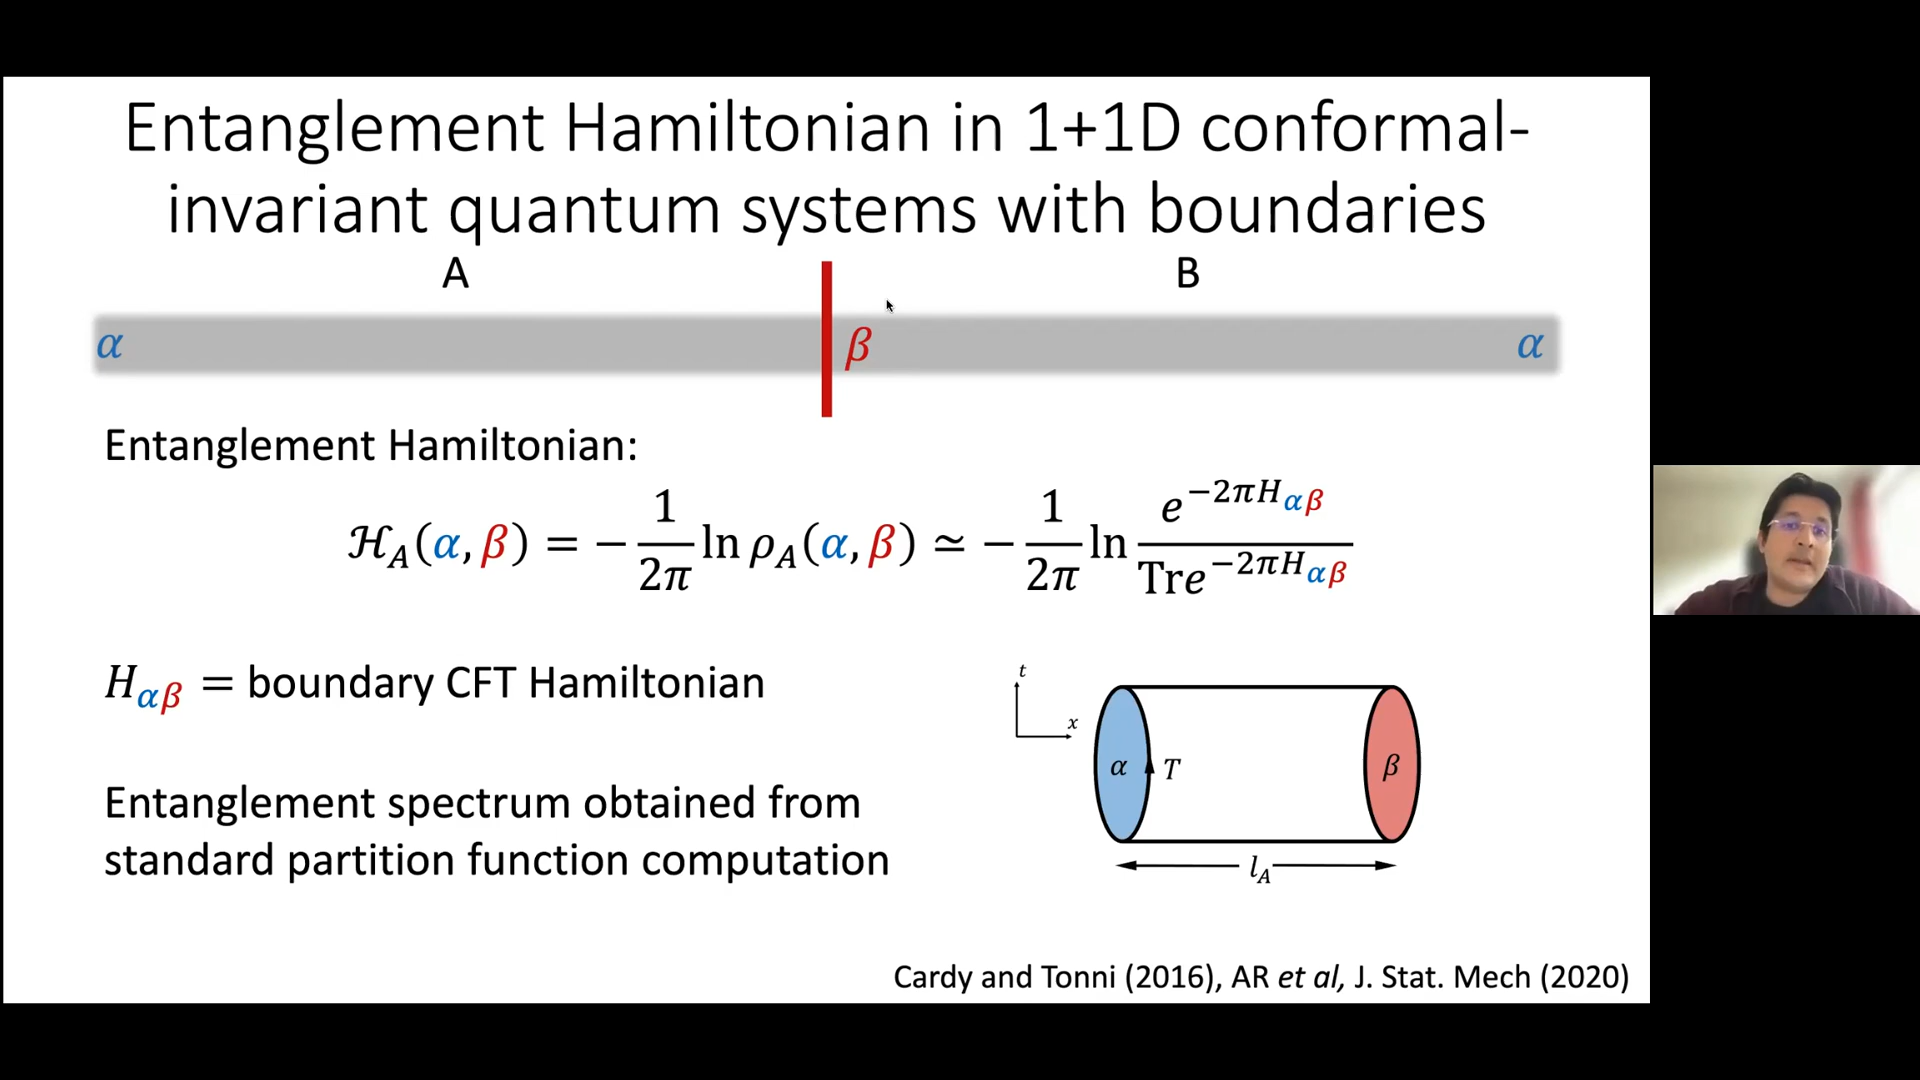 Entanglement Hamiltonian in 1+1D conformal-
invariant quantum systems with boundaries
A B
α β α
Entanglement Hamiltonian:
ℋ_A(α, β) = −(1/2π) ln ρ_A(α, β) ≃ −(1/2π) ln (e^{−2πH_{αβ}} / Tre^{−2πH_{αβ}})
H_{αβ} = boundary CFT Hamiltonian
t
x
α T β
l_A
Entanglement spectrum obtained from
standard partition function computation
Cardy and Tonni (2016), AR et al, J. Stat. Mech (2020)